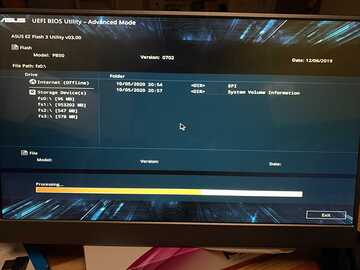 ASUS UEFI BIOS Utility – Advanced Mode
ASUS EZ Flash 3 Utility v03.00
Flash
Model: PB50 Version: 0702 Date: 12/06/2019
File Path: fs0:\
Drive Folder
Internet (Offline)
Storage Device(s)
fs0:\ [96 MB]
fs1:\ [953203 MB]
fs2:\ [547 MB]
fs3:\ [578 MB]
10/05/2020 20:54 <DIR> EFI
10/05/2020 20:57 <DIR> System Volume Information
File
Model: Version: Date:
Processing...
Exit